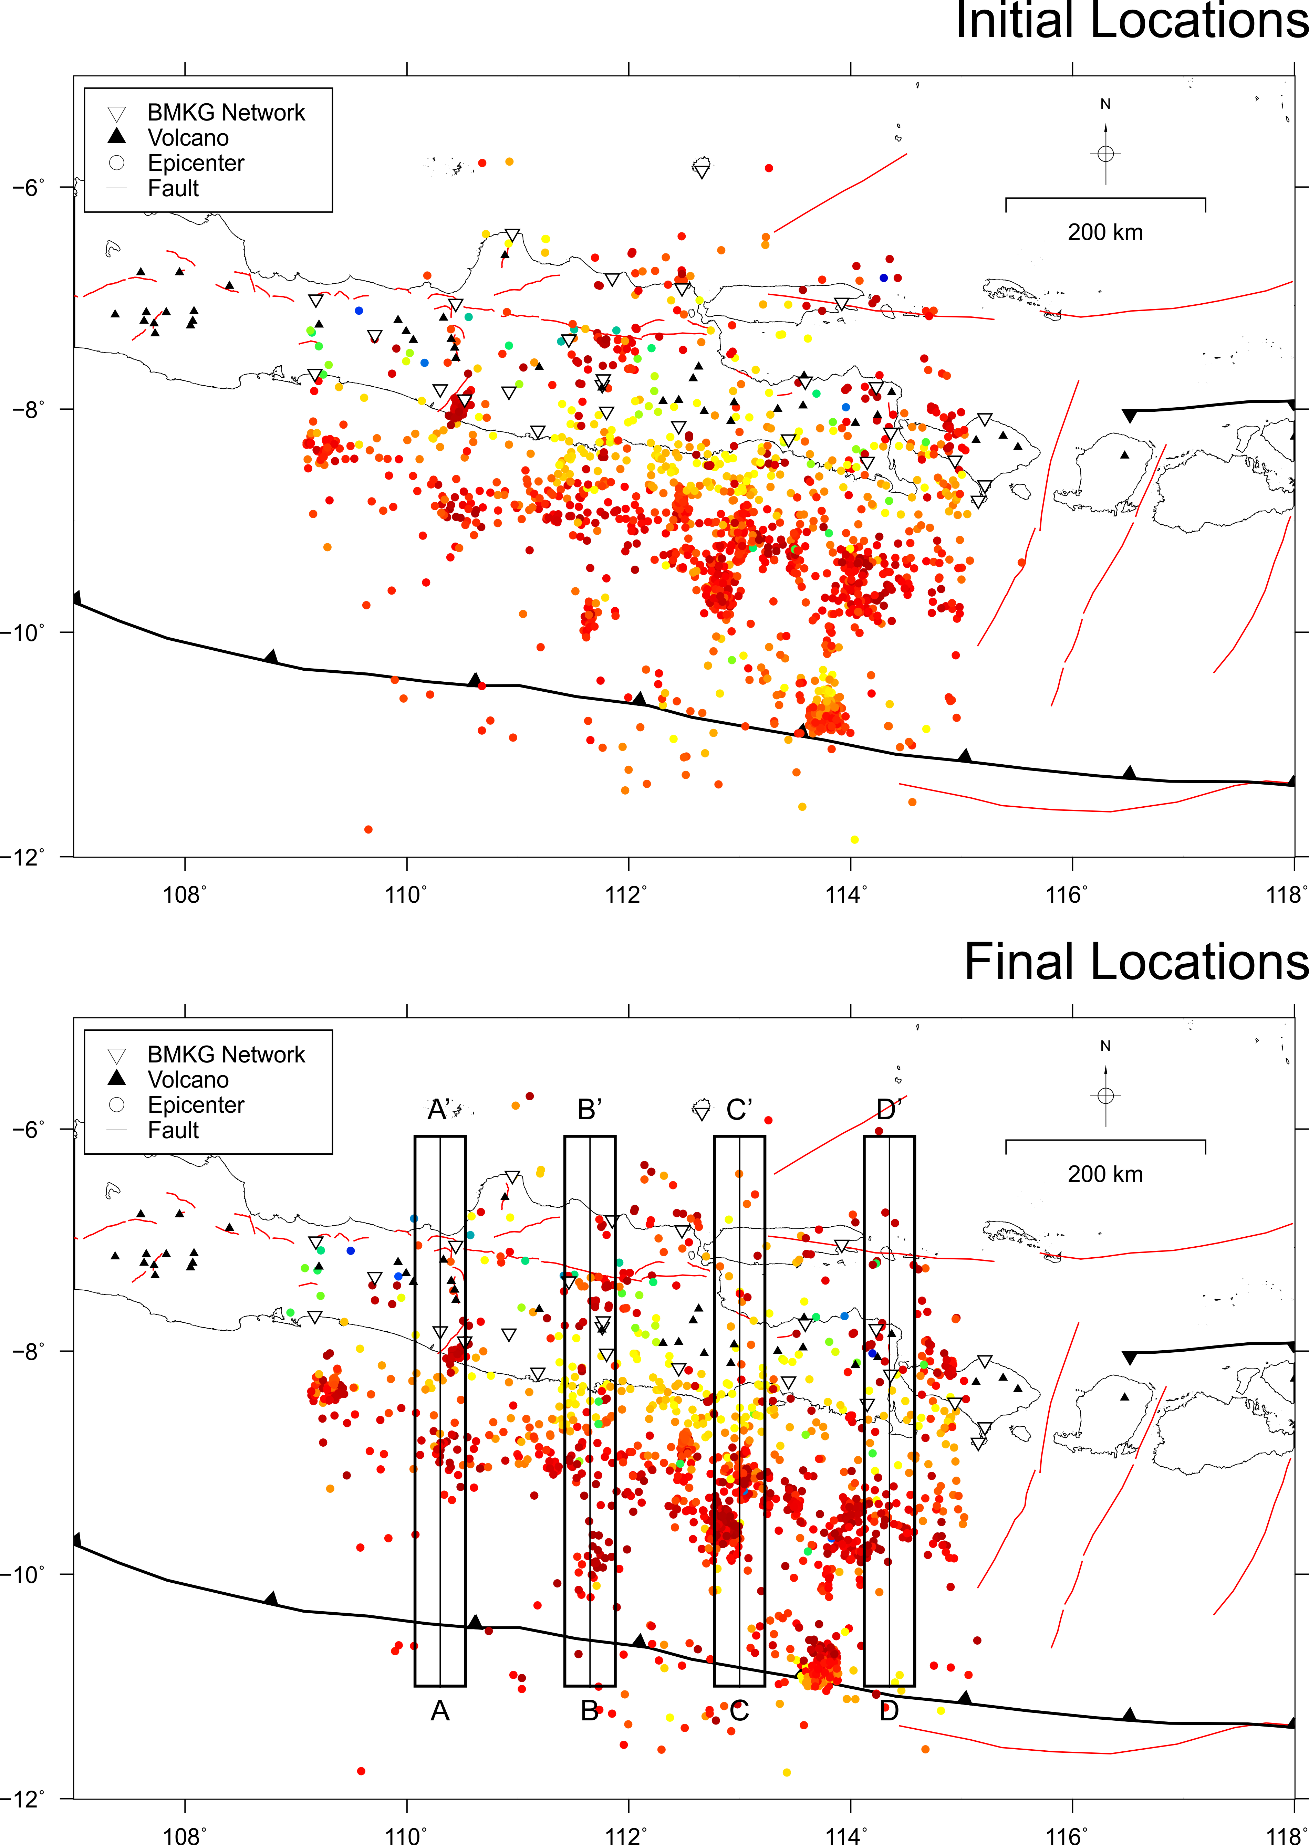 Initial Locations
BMKG Network
Volcano
Epicenter
Fault
N
200 km
−6°
−8°
−10°
−12°
108° 110° 112° 114° 116° 118°
Final Locations
BMKG Network
Volcano
Epicenter
Fault
N
200 km
A' B' C' D'
−6°
−8°
−10°
A B C D
−12°
108° 110° 112° 114° 116° 118°